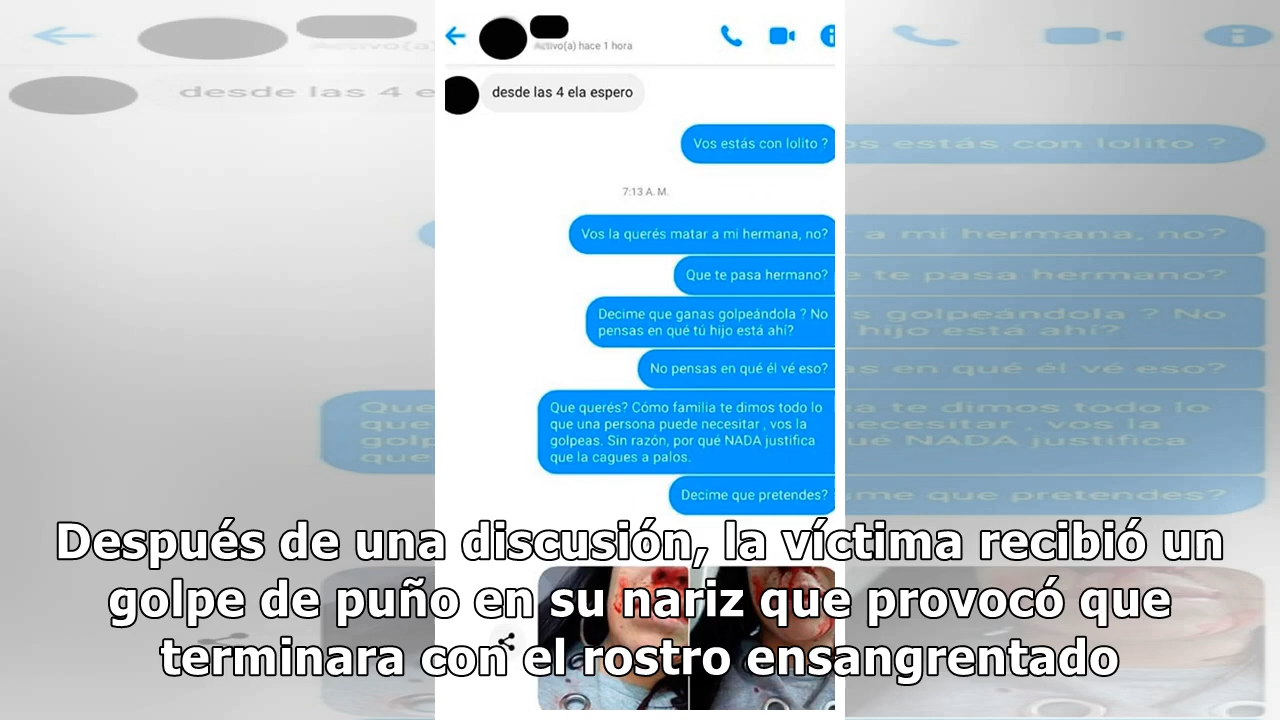 Activo(a) hace 1 hora
desde las 4 ela espero
Vos estás con lolito ?
7:13 A. M.
Vos la querés matar a mi hermana, no?
Que te pasa hermano?
Decime que ganas golpeándola ? No
pensas en qué tú hijo está ahí?
No pensas en qué él vé eso?
Que querés? Cómo familia te dimos todo lo
que una persona puede necesitar , vos la
golpeas. Sin razón, por qué NADA justifica
que la cagues a palos.
Decime que pretendes?
Después de una discusión, la víctima recibió un
golpe de puño en su nariz que provocó que
terminara con el rostro ensangrentado